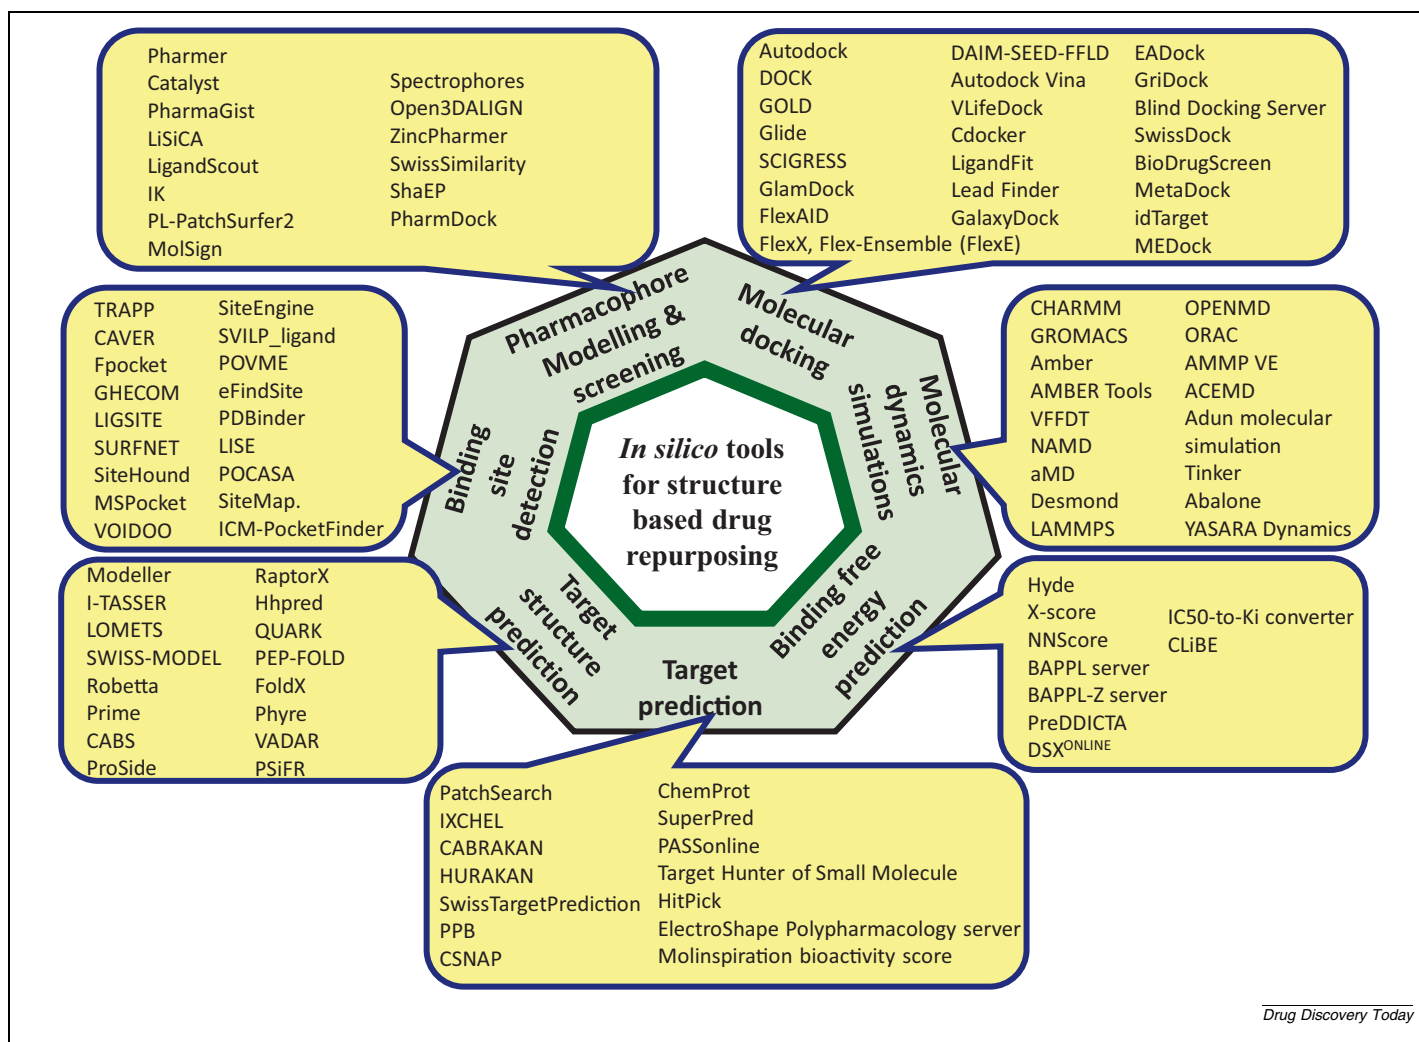 Pharmer
Catalyst
PharmaGist
LiSiCA
LigandScout
IK
PL-PatchSurfer2
MolSign
Spectrophores
Open3DALIGN
ZincPharmer
SwissSimilarity
ShaEP
PharmDock
Autodock
DOCK
GOLD
Glide
SCIGRESS
GlamDock
FlexAID
FlexX, Flex-Ensemble (FlexE)
DAIM-SEED-FFLD
Autodock Vina
VLifeDock
Cdocker
LigandFit
Lead Finder
GalaxyDock
EADock
GriDock
Blind Docking Server
SwissDock
BioDrugScreen
MetaDock
idTarget
MEDock
TRAPP
CAVER
Fpocket
GHECOM
LIGSITE
SURFNET
SiteHound
MSPocket
VOIDOO
SiteEngine
SVILP_ligand
POVME
eFindSite
PDBinder
LISE
POCASA
SiteMap.
ICM-PocketFinder
Pharmacophore
Modelling &
screening
Molecular
docking
Molecular
dynamics
simulations
Binding
site
detection
In silico tools
for structure
based drug
repurposing
CHARMM
GROMACS
Amber
AMBER Tools
VFFDT
NAMD
aMD
Desmond
LAMMPS
OPENMD
ORAC
AMMP VE
ACEMD
Adun molecular
simulation
Tinker
Abalone
YASARA Dynamics
Modeller
I-TASSER
LOMETS
SWISS-MODEL
Robetta
Prime
CABS
ProSide
RaptorX
Hhpred
QUARK
PEP-FOLD
FoldX
Phyre
VADAR
PSiFR
Target
structure
prediction
Target
prediction
Binding free
energy
prediction
Hyde
X-score
NNScore
BAPPL server
BAPPL-Z server
PreDDICTA
DSXONLINE
IC50-to-Ki converter
CLiBE
PatchSearch
IXCHEL
CABRAKAN
HURAKAN
SwissTargetPrediction
PPB
CSNAP
ChemProt
SuperPred
PASSonline
Target Hunter of Small Molecule
HitPick
ElectroShape Polypharmacology server
Molinspiration bioactivity score
Drug Discovery Today